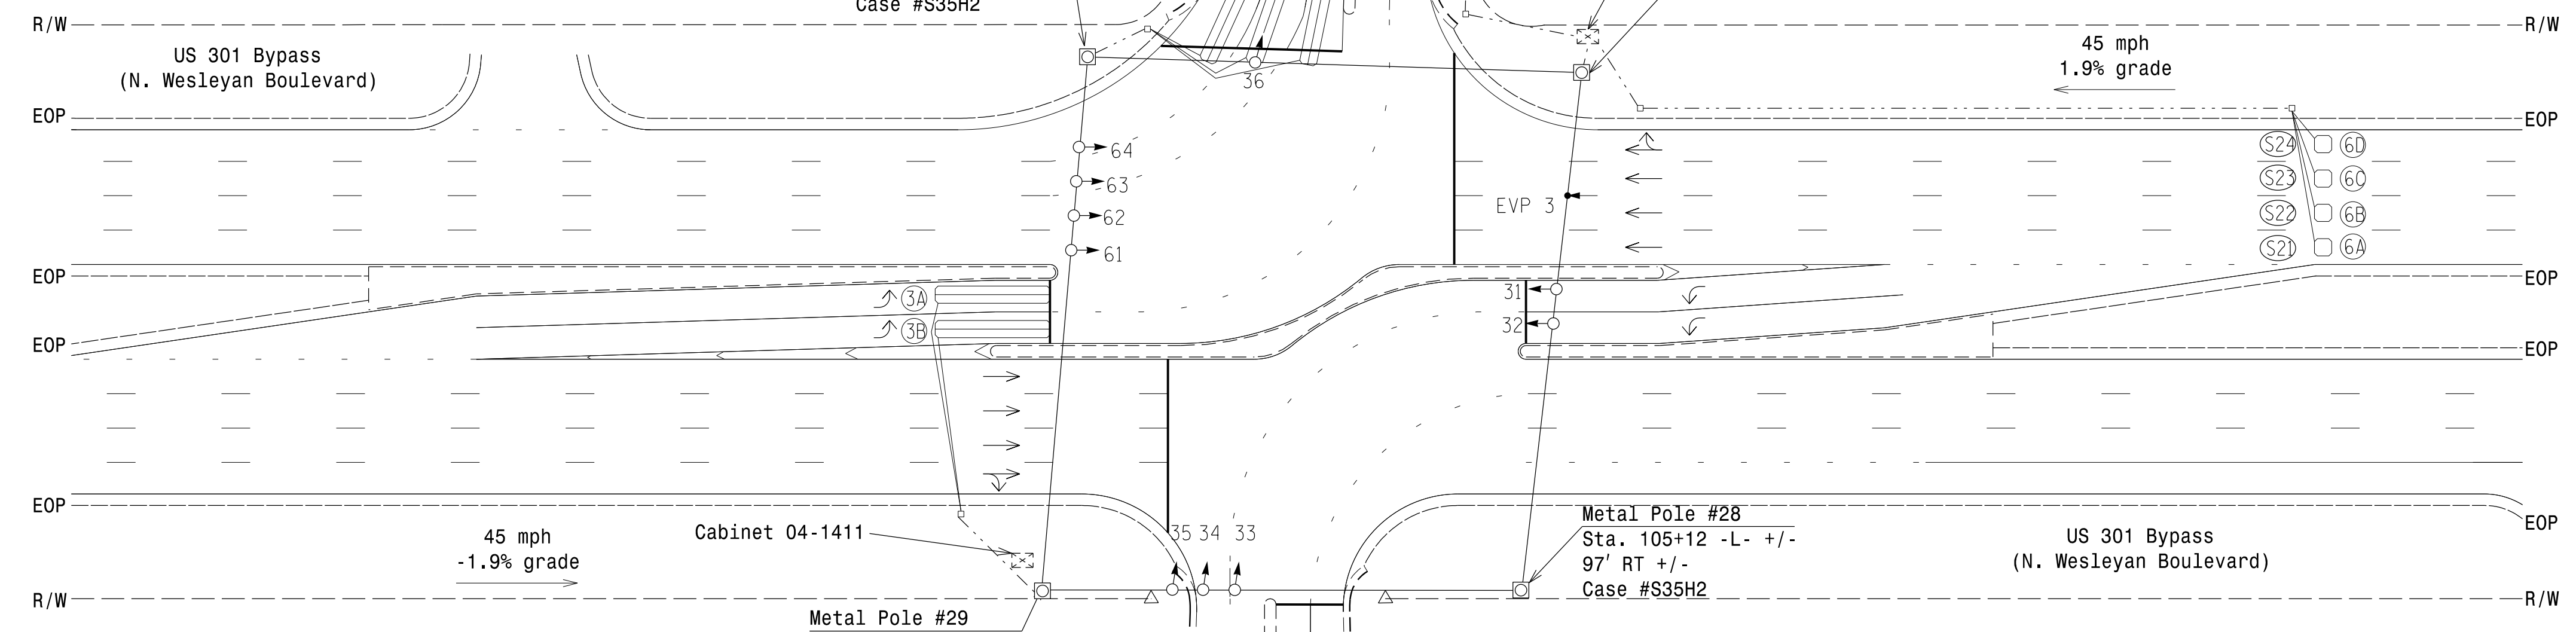 Case #S35H2
R/W
R/W
US 301 Bypass
(N. Wesleyan Boulevard)
45 mph
1.9% grade
36
EOP
EOP
64
63
62
61
EVP 3
S24
6D
S23
6C
S22
6B
S21
6A
EOP
EOP
3A
3B
31
32
EOP
EOP
EOP
EOP
45 mph
-1.9% grade
Cabinet 04-1411
35 34 33
Metal Pole #28
Sta. 105+12 -L- +/-
97' RT +/-
Case #S35H2
US 301 Bypass
(N. Wesleyan Boulevard)
R/W
R/W
Metal Pole #29